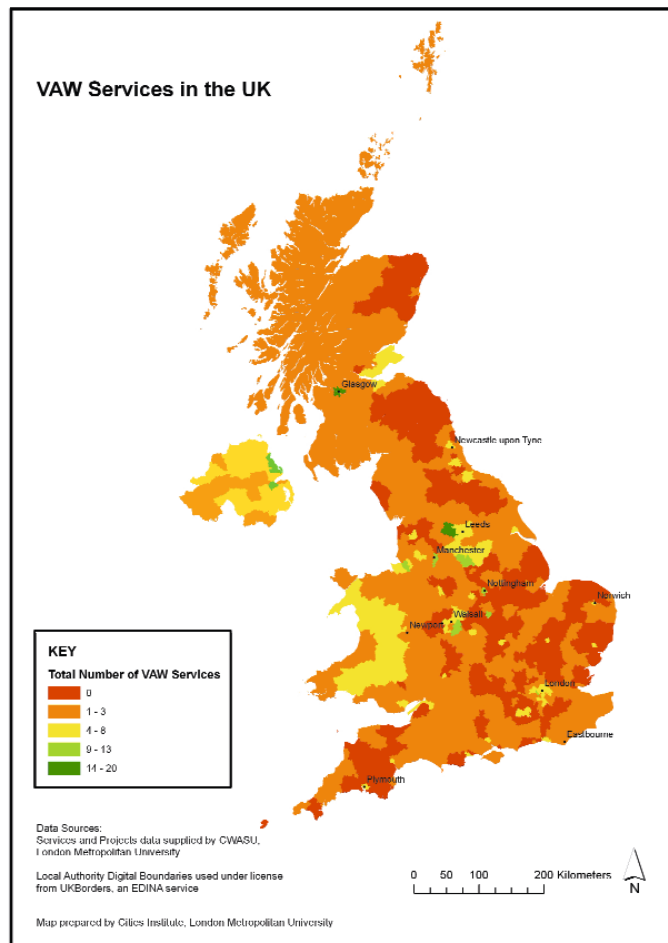 VAW Services in the UK
Glasgow
Newcastle upon Tyne
Leeds
Manchester
Nottingham
Norwich
Walsall
Newport
London
Eastbourne
Plymouth
KEY
Total Number of VAW Services
0
1 - 3
4 - 8
9 - 13
14 - 20
Data Sources:
Services and Projects data supplied by CWASU,
London Metropolitan University
Local Authority Digital Boundaries used under license
from UKBorders, an EDINA service
Map prepared by Cities Institute, London Metropolitan University
0 50 100 200 Kilometers
N